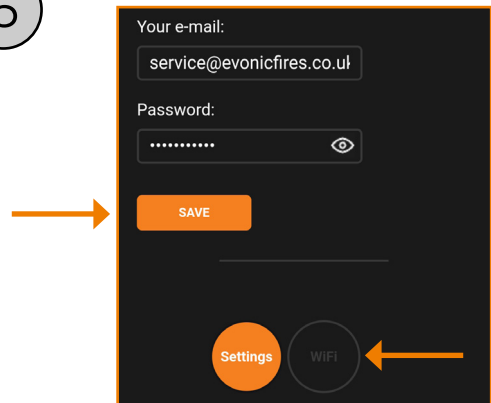 Your e-mail:
service@evonicfires.co.uk
Password:
•••••••••••
SAVE
Settings
WiFi